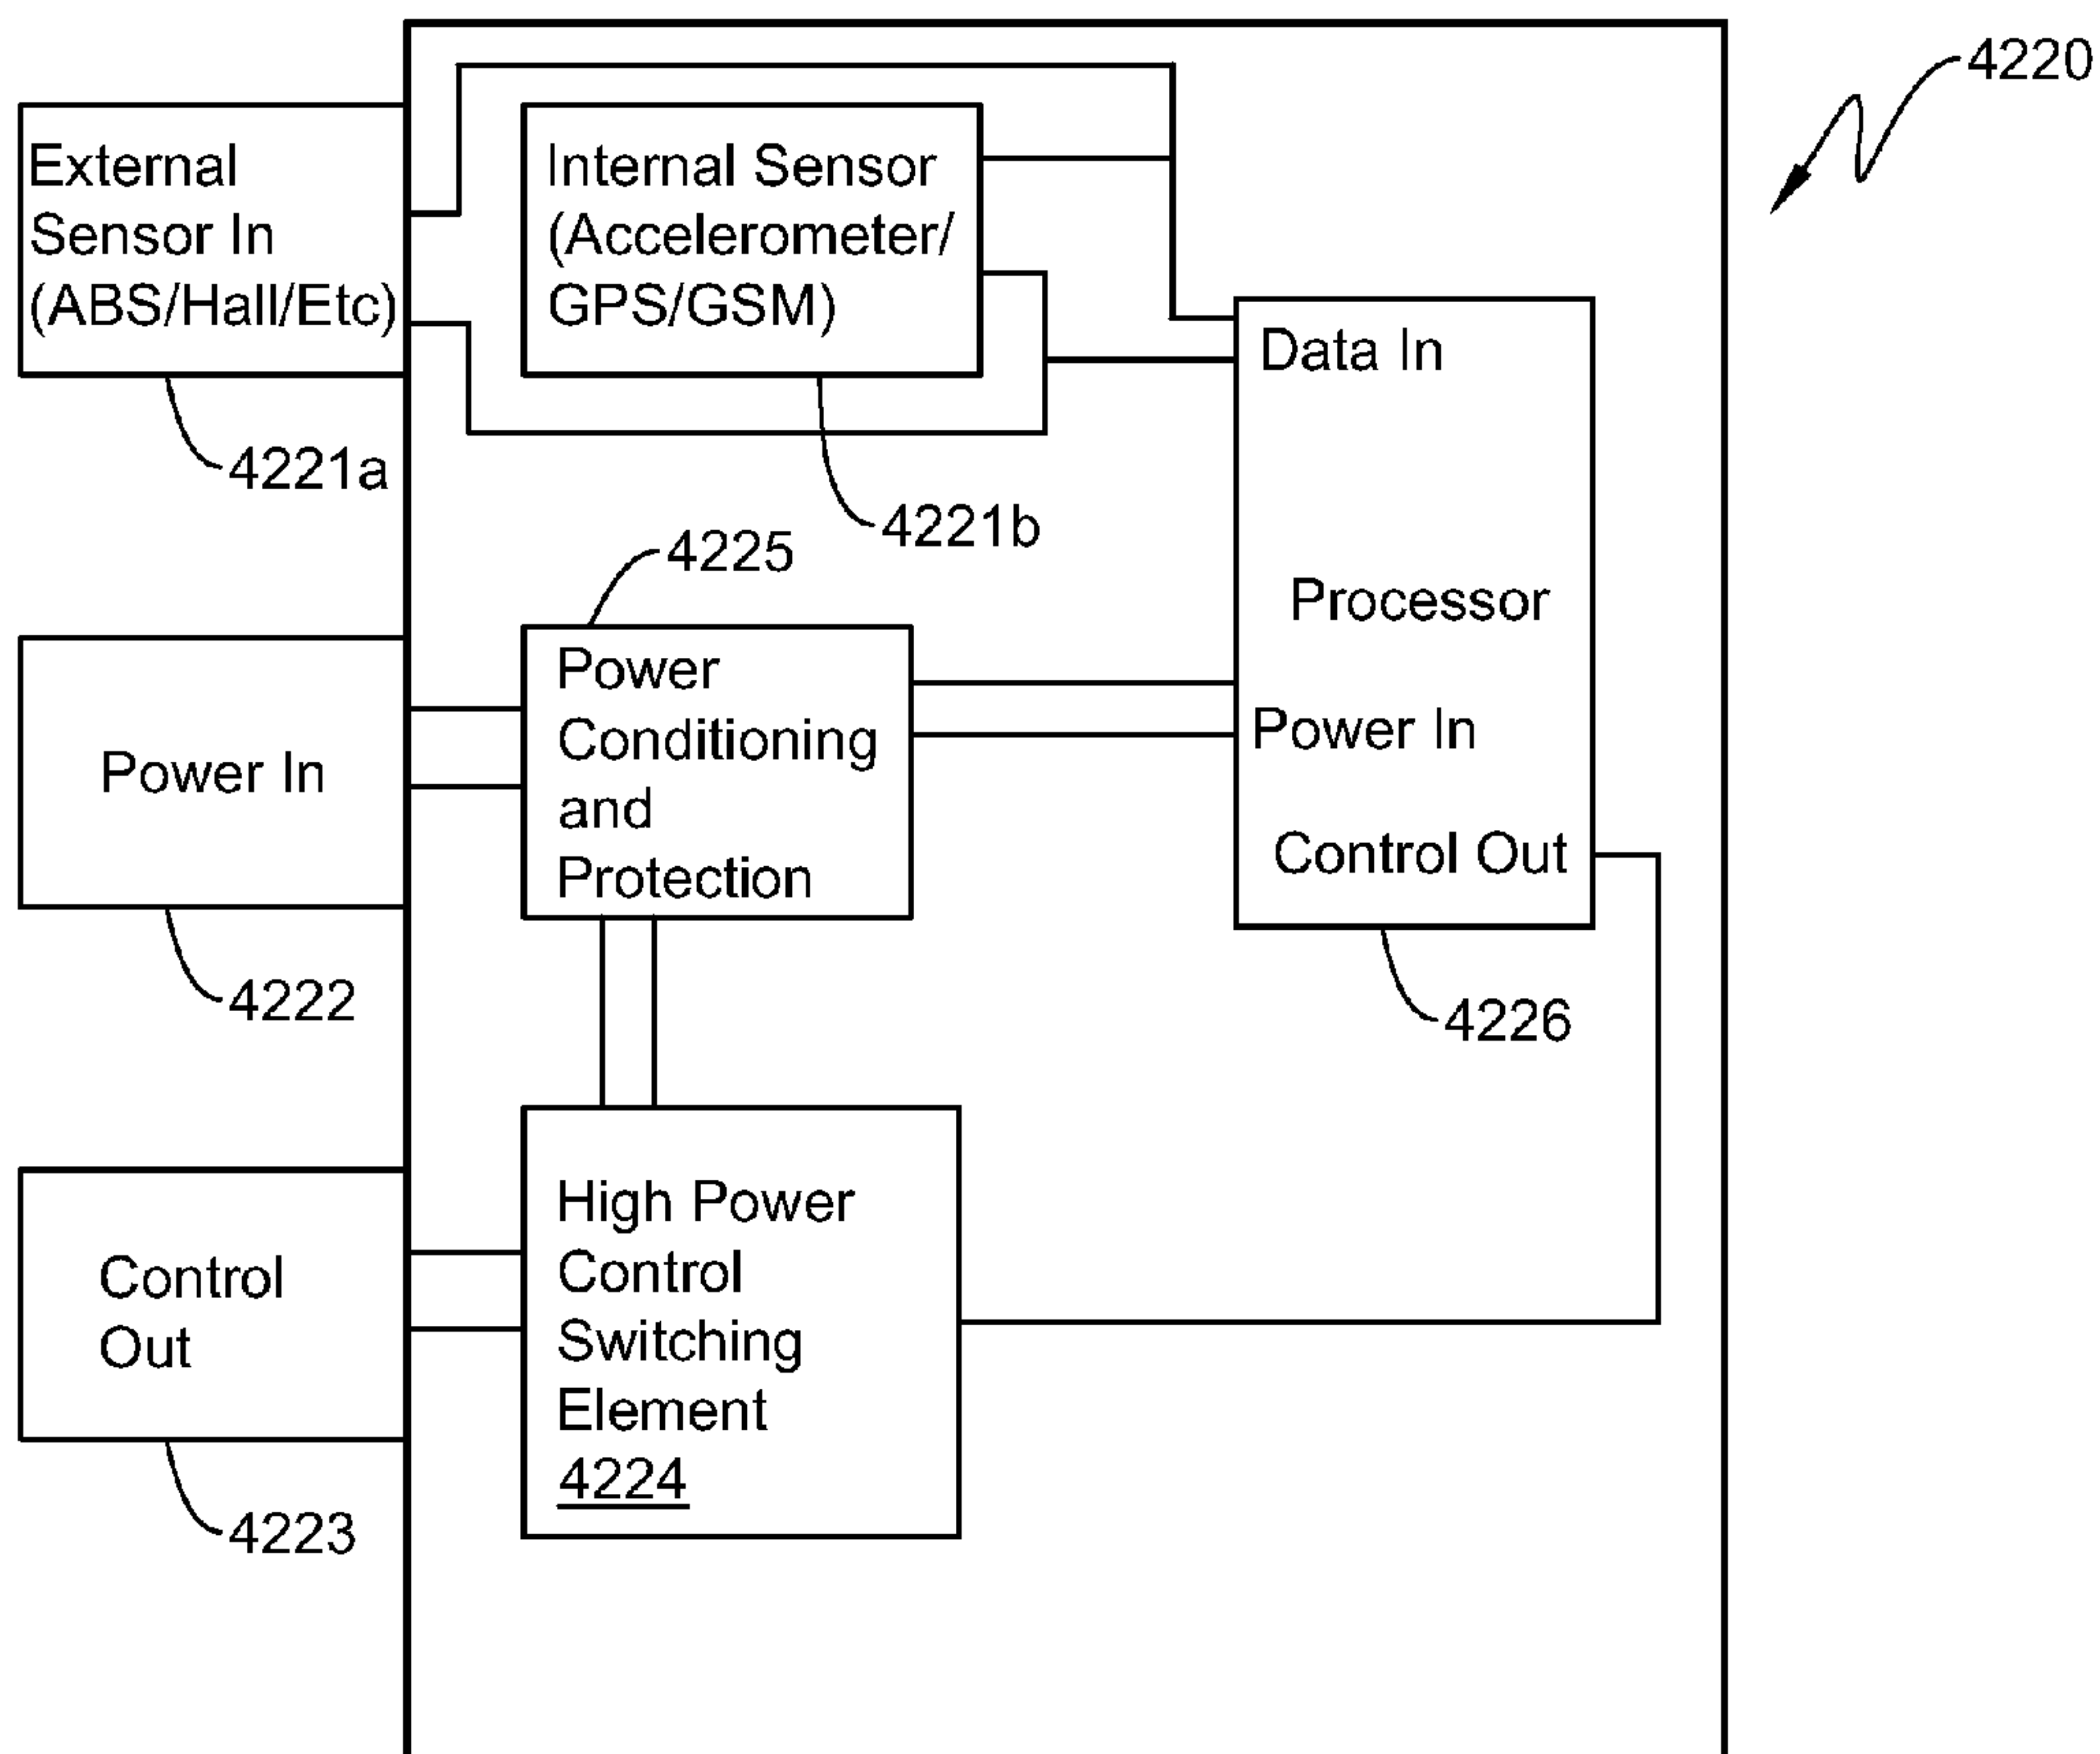 4220
External
Sensor In
(ABS/Hall/Etc)
4221a
Internal Sensor
(Accelerometer/
GPS/GSM)
4221b
Data In
Processor
Power In
Control Out
4226
4225
Power
Conditioning
and
Protection
Power In
4222
High Power
Control
Switching
Element
4224
Control
Out
4223